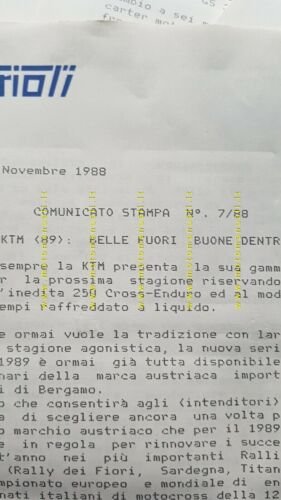 mbio a sei m
carter mo
rioli
Novembre 1988
COMUNICATO STAMPA N°. 7/88
KTM (89): BELLE FUORI BUONE DENTR
sempre la KTM presenta la sua gamm
r la prossima stagione riservando
l'inedita 250 Cross-Enduro ed al mod
empi raffreddato a liquido.
e ormai vuole la tradizione con lar
stagione agonistica, la nuova seri
1989 è ormai già tutta disponibile
nari della marca austriaca import
i di Bergamo.
o che consentirà agli (intenditori)
a di scegliere ancora una volta p
o marchio austriaco che per il 1989
e in regola per rinnovare i succe
t'anno nei più importanti Ralli
(Rally dei Fiori, Sardegna, Titan
mpionato europeo e mondiale di en
nati italiani di motocross della 12